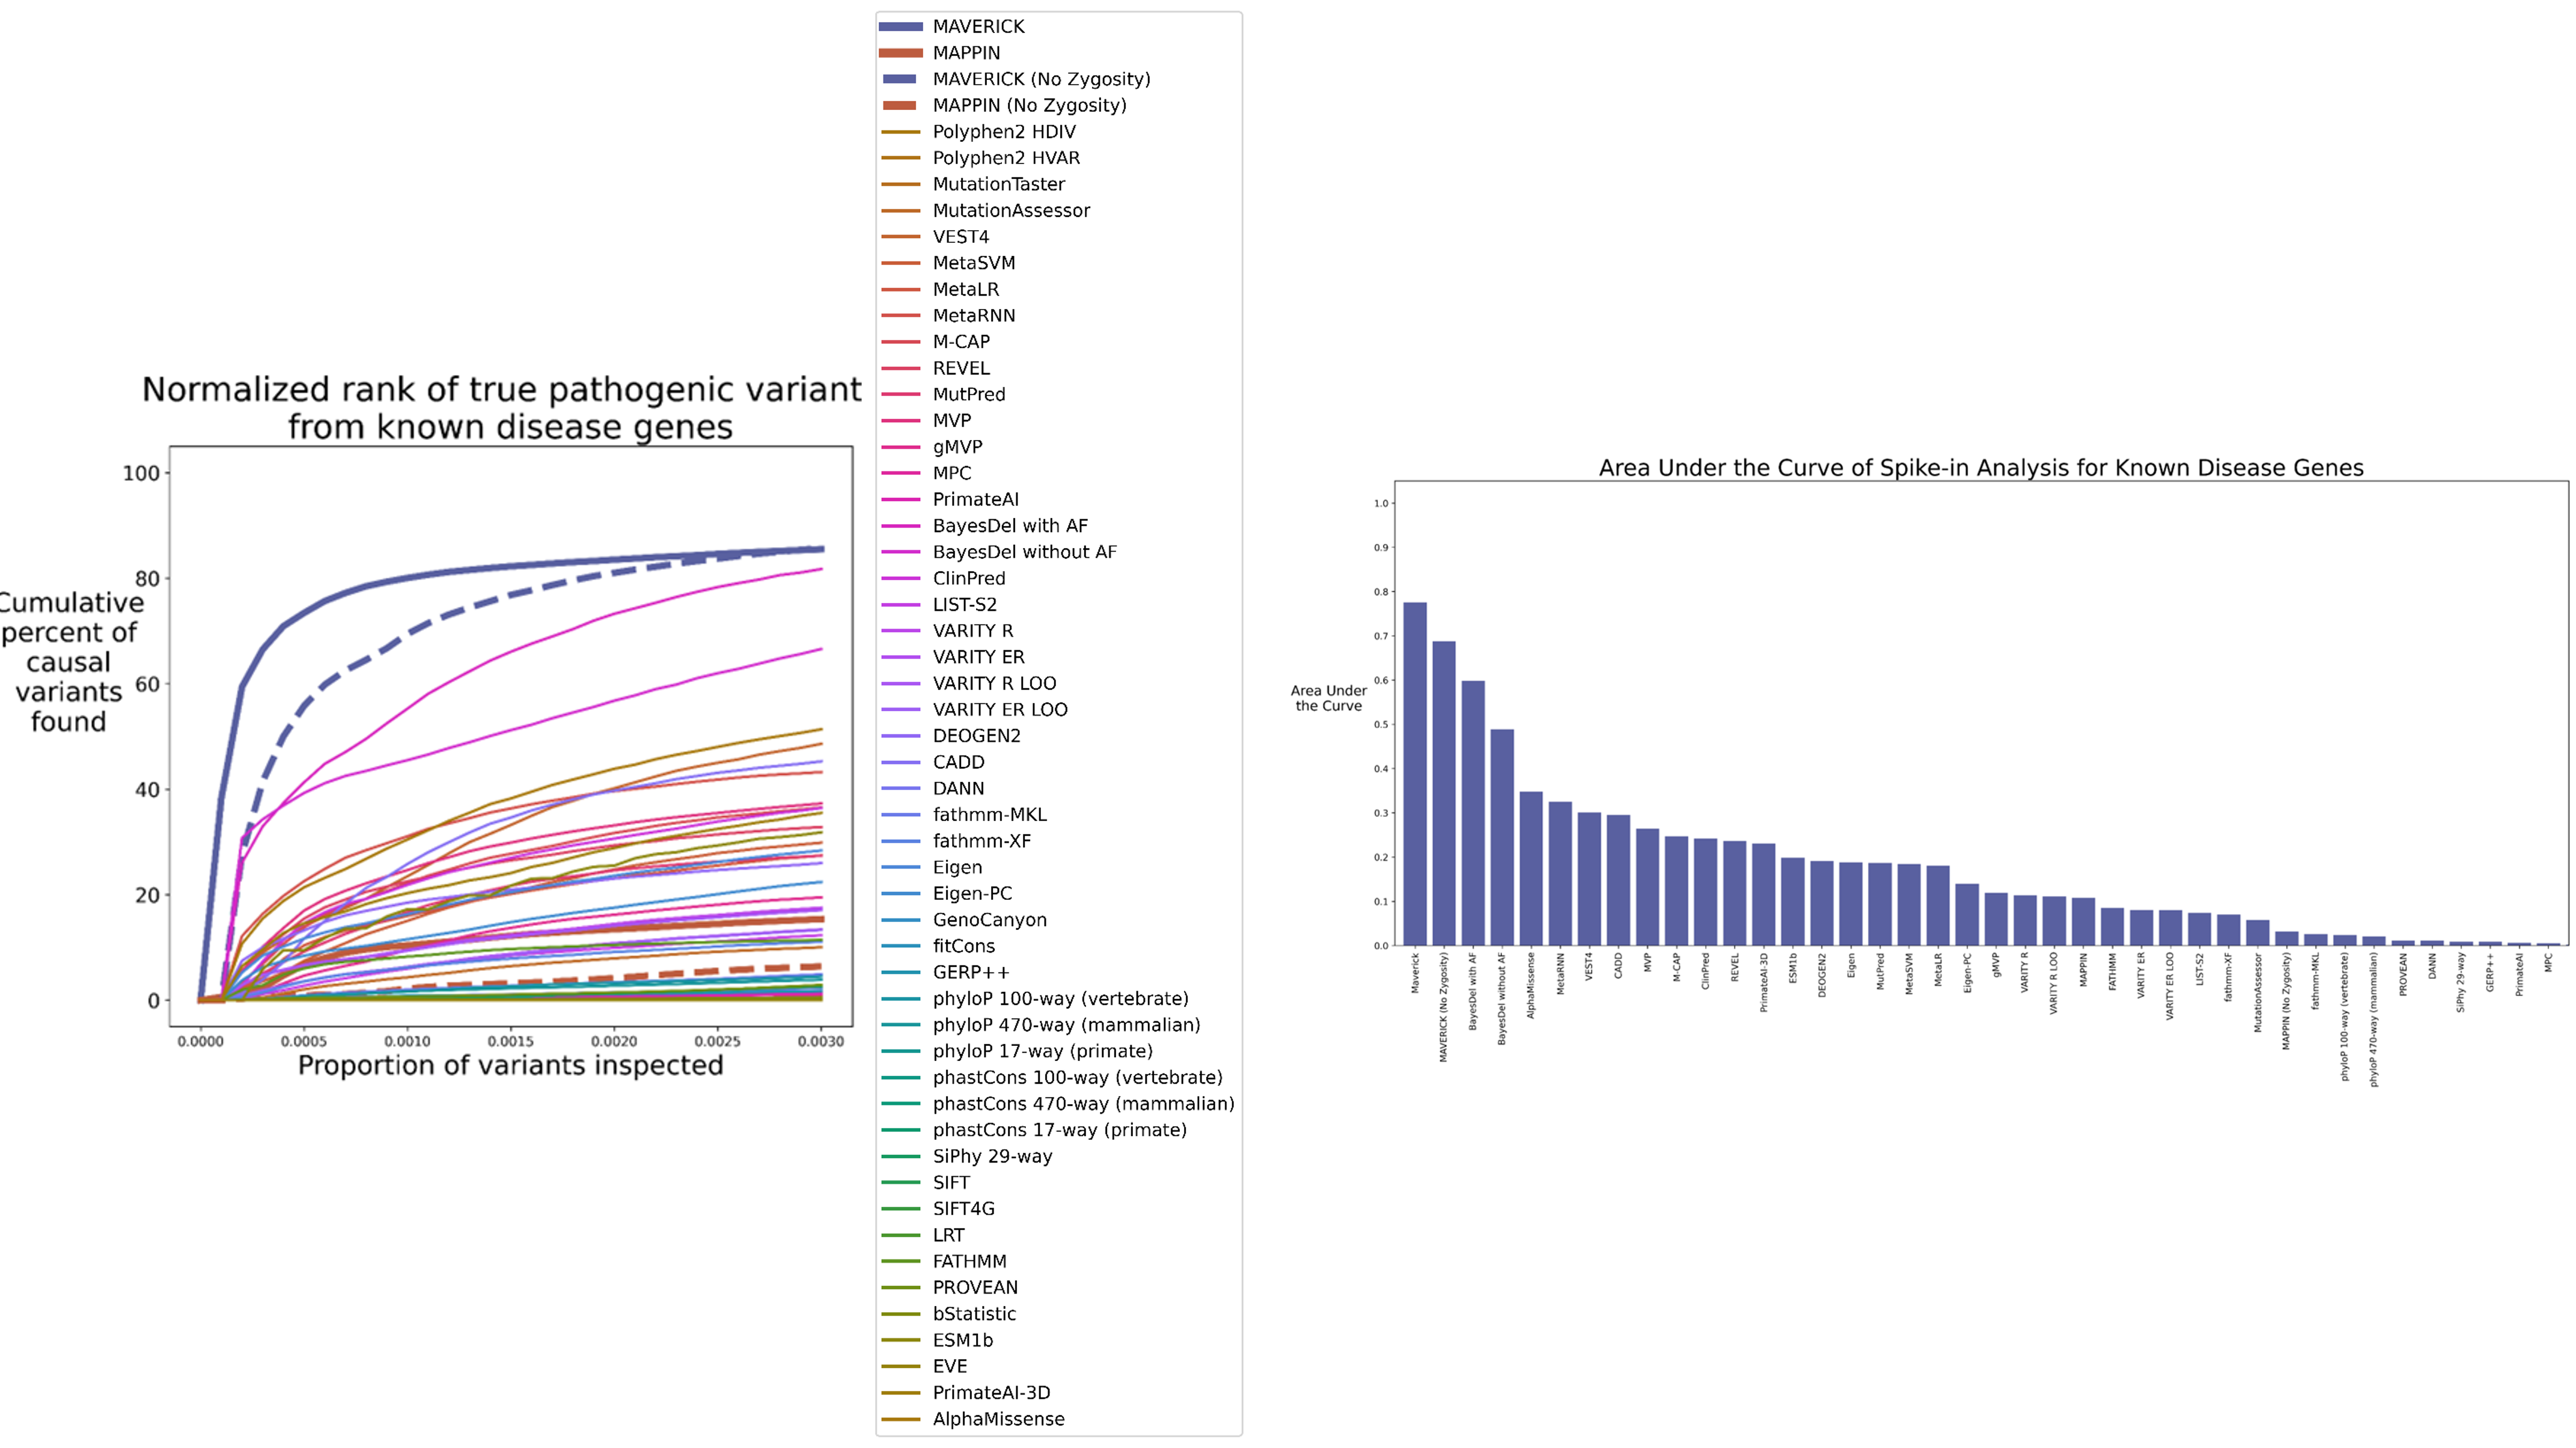 Normalized rank of true pathogenic variant
from known disease genes
Cumulative
percent of
causal
variants
found
100
80
60
40
20
0
0.0000
0.0005
0.0010
0.0015
0.0020
0.0025
0.0030
Proportion of variants inspected
MAVERICK
MAPPIN
MAVERICK (No Zygosity)
MAPPIN (No Zygosity)
Polyphen2 HDIV
Polyphen2 HVAR
MutationTaster
MutationAssessor
VEST4
MetaSVM
MetaLR
MetaRNN
M-CAP
REVEL
MutPred
MVP
gMVP
MPC
PrimateAI
BayesDel with AF
BayesDel without AF
ClinPred
LIST-S2
VARITY R
VARITY ER
VARITY R LOO
VARITY ER LOO
DEOGEN2
CADD
DANN
fathmm-MKL
fathmm-XF
Eigen
Eigen-PC
GenoCanyon
fitCons
GERP++
phyloP 100-way (vertebrate)
phyloP 470-way (mammalian)
phyloP 17-way (primate)
phastCons 100-way (vertebrate)
phastCons 470-way (mammalian)
phastCons 17-way (primate)
SiPhy 29-way
SIFT
SIFT4G
LRT
FATHMM
PROVEAN
bStatistic
ESM1b
EVE
PrimateAI-3D
AlphaMissense
Area Under the Curve of Spike-in Analysis for Known Disease Genes
Area Under
the Curve
1.0
0.9
0.8
0.7
0.6
0.5
0.4
0.3
0.2
0.1
0.0
Maverick
MAVERICK (No Zygosity)
BayesDel with AF
BayesDel without AF
AlphaMissense
MetaRNN
VEST4
CADD
MVP
M-CAP
ClinPred
REVEL
PrimateAI-3D
ESM1b
DEOGEN2
Eigen
MutPred
MetaSVM
MetaLR
Eigen-PC
gMVP
VARITY R
VARITY R LOO
MAPPIN
FATHMM
VARITY ER
VARITY ER LOO
LIST-S2
fathmm-XF
MutationAssessor
MAPPIN (No Zygosity)
fathmm-MKL
phyloP 100-way (vertebrate)
phyloP 470-way (mammalian)
PROVEAN
DANN
SiPhy 29-way
GERP++
PrimateAI
MPC